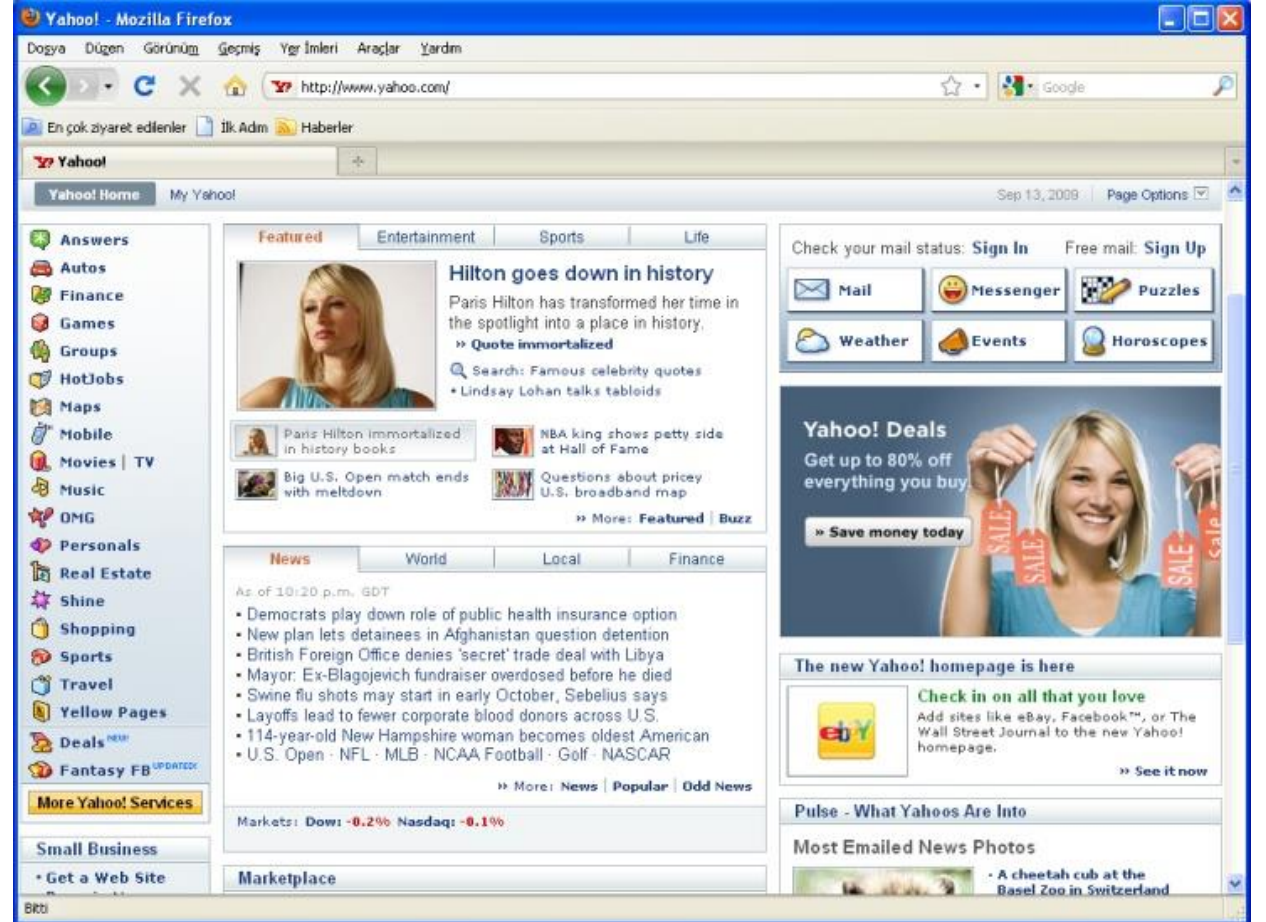 Yahoo! - Mozilla Firefox
Dosya Düzen Görünüm Geçmiş Yer İmleri Araçlar Yardım
http://www.yahoo.com/
Google
En çok ziyaret edilenler İlk Adım Haberler
Yahoo!
Yahoo! Home My Yahoo!
Sep 13, 2009 Page Options
Answers
Autos
Finance
Games
Groups
HotJobs
Maps
Mobile
Movies | TV
Music
OMG
Personals
Real Estate
Shine
Shopping
Sports
Travel
Yellow Pages
Deals NEW!
Fantasy FB UPDATED!
More Yahoo! Services
Small Business
• Get a Web Site
Featured Entertainment Sports Life
Hilton goes down in history
Paris Hilton has transformed her time in
the spotlight into a place in history.
» Quote immortalized
Search: Famous celebrity quotes
• Lindsay Lohan talks tabloids
Paris Hilton immortalized
in history books
NBA king shows petty side
at Hall of Fame
Big U.S. Open match ends
with meltdown
Questions about pricey
U.S. broadband map
» More: Featured | Buzz
News World Local Finance
As of 10:20 p.m. GDT
• Democrats play down role of public health insurance option
• New plan lets detainees in Afghanistan question detention
• British Foreign Office denies 'secret' trade deal with Libya
• Mayor: Ex-Blagojevich fundraiser overdosed before he died
• Swine flu shots may start in early October, Sebelius says
• Layoffs lead to fewer corporate blood donors across U.S.
• 114-year-old New Hampshire woman becomes oldest American
• U.S. Open · NFL · MLB · NCAA Football · Golf · NASCAR
» More: News | Popular | Odd News
Markets: Dow: -0.2% Nasdaq: -0.1%
Marketplace
Check your mail status: Sign In Free mail: Sign Up
Mail Messenger Puzzles
Weather Events Horoscopes
Yahoo! Deals
Get up to 80% off
everything you buy
» Save money today
SALE
SALE
SALE
Sale
The new Yahoo! homepage is here
ebY
Check in on all that you love
Add sites like eBay, Facebook™, or The
Wall Street Journal to the new Yahoo!
homepage.
» See it now
Pulse - What Yahoos Are Into
Most Emailed News Photos
• A cheetah cub at the
Basel Zoo in Switzerland
Bitti